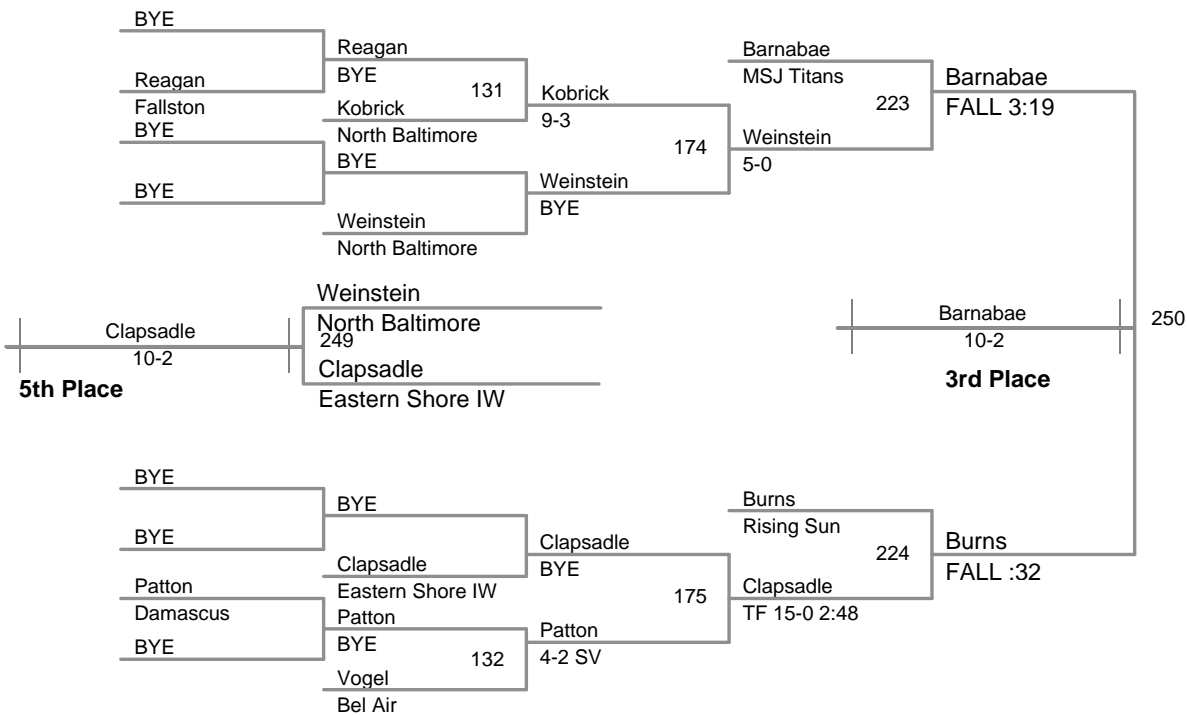 BYE
Reagan
Fallston
BYE
BYE
Reagan
BYE
131
Kobrick
North Baltimore
BYE
Weinstein
North Baltimore
Kobrick
9-3
174
Weinstein
BYE
Barnabae
MSJ Titans
223
Weinstein
5-0
Barnabae
FALL 3:19
Clapsadle
10-2
5th Place
Weinstein
North Baltimore
249
Clapsadle
Eastern Shore IW
Barnabae
10-2
3rd Place
250
BYE
BYE
Patton
Damascus
BYE
BYE
Clapsadle
Eastern Shore IW
Patton
BYE
132
Vogel
Bel Air
Clapsadle
BYE
175
Patton
4-2 SV
Burns
Rising Sun
224
Clapsadle
TF 15-0 2:48
Burns
FALL :32